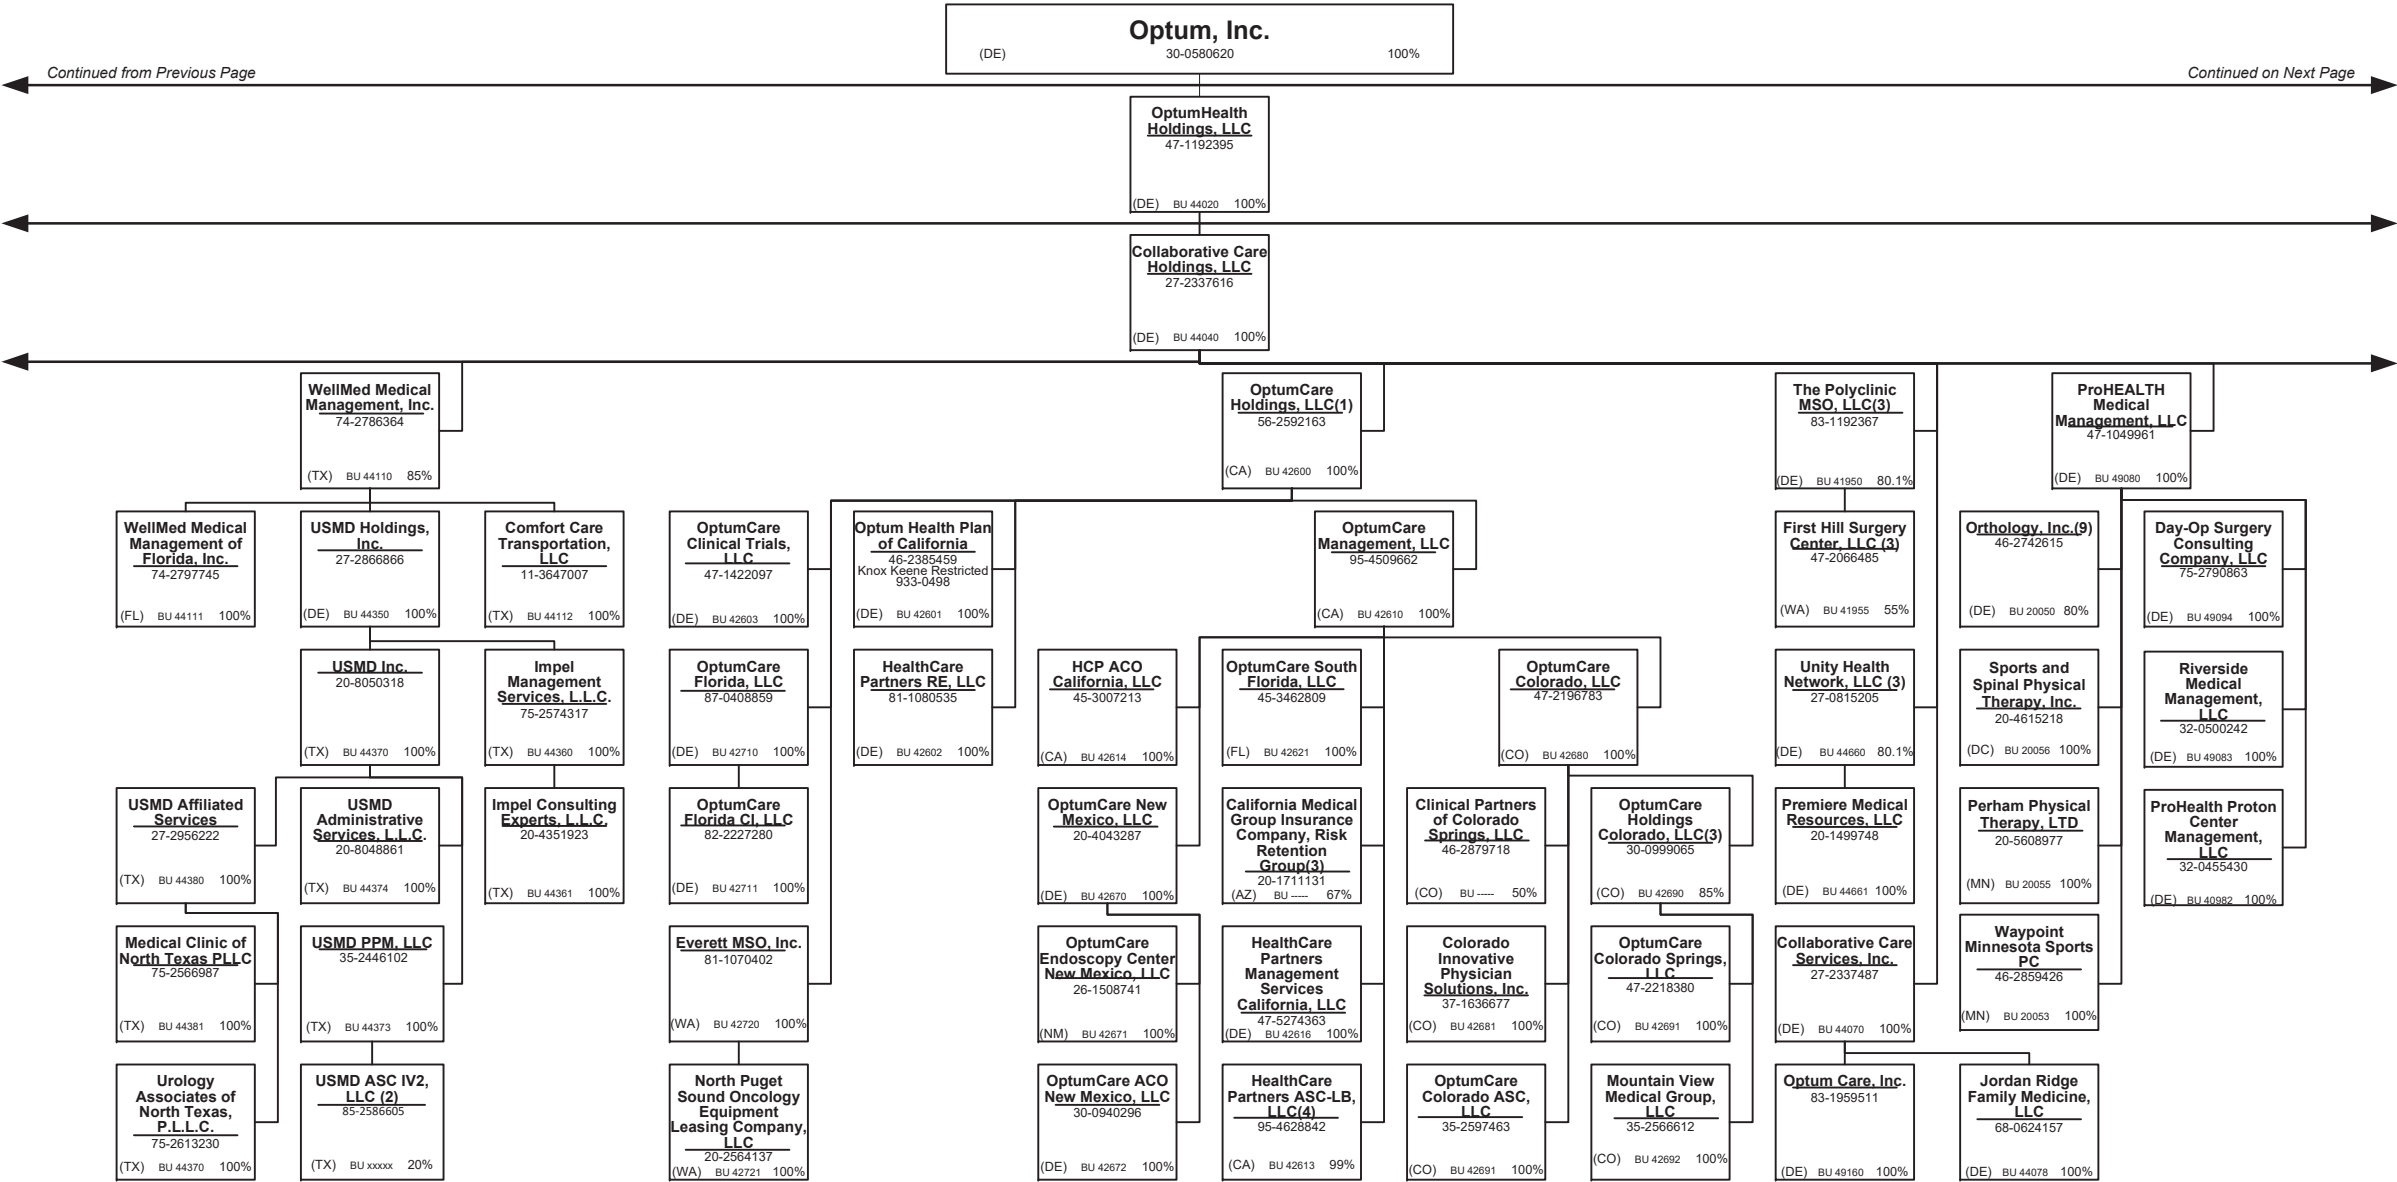 Optum, Inc.
(DE) 30-0580620 100%
Continued from Previous Page
Continued on Next Page
OptumHealth
Holdings, LLC
47-1192395
(DE) BU 44020 100%
Collaborative Care
Holdings, LLC
27-2337616
(DE) BU 44040 100%
WellMed Medical
Management, Inc.
74-2786364
(TX) BU 44110 85%
OptumCare
Holdings, LLC(1)
56-2592163
(CA) BU 42600 100%
The Polyclinic
MSO, LLC(3)
83-1192367
(DE) BU 41950 80.1%
ProHEALTH
Medical
Management, LLC
47-1049961
(DE) BU 49080 100%
WellMed Medical
Management of
Florida, Inc.
74-2797745
(FL) BU 44111 100%
USMD Holdings,
Inc.
27-2866866
(DE) BU 44350 100%
Comfort Care
Transportation,
LLC
11-3647007
(TX) BU 44112 100%
OptumCare
Clinical Trials,
LLC
47-1422097
(DE) BU 42603 100%
Optum Health Plan
of California
46-2385459
Knox Keene Restricted
933-0498
(DE) BU 42601 100%
OptumCare
Management, LLC
95-4509662
(CA) BU 42610 100%
First Hill Surgery
Center, LLC (3)
47-2066485
(WA) BU 41955 55%
Orthology, Inc.(9)
46-2742615
(DE) BU 20050 80%
Day-Op Surgery
Consulting
Company, LLC
75-2790863
(DE) BU 49094 100%
USMD Inc.
20-8050318
(TX) BU 44370 100%
Impel
Management
Services, L.L.C.
75-2574317
(TX) BU 44360 100%
OptumCare
Florida, LLC
87-0408859
(DE) BU 42710 100%
HealthCare
Partners RE, LLC
81-1080535
(DE) BU 42602 100%
HCP ACO
California, LLC
45-3007213
(CA) BU 42614 100%
OptumCare South
Florida, LLC
45-3462809
(FL) BU 42621 100%
OptumCare
Colorado, LLC
47-2196783
(CO) BU 42680 100%
Unity Health
Network, LLC (3)
27-0815205
(DE) BU 44660 80.1%
Sports and
Spinal Physical
Therapy, Inc.
20-4615218
(DC) BU 20056 100%
Riverside
Medical
Management,
LLC
32-0500242
(DE) BU 49083 100%
USMD Affiliated
Services
27-2956222
(TX) BU 44380 100%
USMD
Administrative
Services, L.L.C.
20-8048861
(TX) BU 44374 100%
Impel Consulting
Experts, L.L.C.
20-4351923
(TX) BU 44361 100%
OptumCare
Florida CI, LLC
82-2227280
(DE) BU 42711 100%
OptumCare New
Mexico, LLC
20-4043287
(DE) BU 42670 100%
California Medical
Group Insurance
Company, Risk
Retention
Group(3)
20-1711131
(AZ) BU ----- 67%
Clinical Partners
of Colorado
Springs, LLC
46-2879718
(CO) BU ----- 50%
OptumCare
Holdings
Colorado, LLC(3)
30-0999065
(CO) BU 42690 85%
Premiere Medical
Resources, LLC
20-1499748
(DE) BU 44661 100%
Perham Physical
Therapy, LTD
20-5608977
(MN) BU 20055 100%
ProHealth Proton
Center
Management,
LLC
32-0455430
(DE) BU 40982 100%
Medical Clinic of
North Texas PLLC
75-2566987
(TX) BU 44381 100%
USMD PPM, LLC
35-2446102
(TX) BU 44373 100%
Everett MSO, Inc.
81-1070402
(WA) BU 42720 100%
OptumCare
Endoscopy Center
New Mexico, LLC
26-1508741
(NM) BU 42671 100%
HealthCare
Partners
Management
Services
California, LLC
47-5274363
(DE) BU 42616 100%
Colorado
Innovative
Physician
Solutions, Inc.
37-1636677
(CO) BU 42681 100%
OptumCare
Colorado Springs,
LLC
47-2218380
(CO) BU 42691 100%
Collaborative Care
Services, Inc.
27-2337487
(DE) BU 44070 100%
Waypoint
Minnesota Sports
PC
46-2859426
(MN) BU 20053 100%
Urology
Associates of
North Texas,
P.L.L.C.
75-2613230
(TX) BU 44370 100%
USMD ASC IV2,
LLC (2)
85-2586605
(TX) BU xxxxx 20%
North Puget
Sound Oncology
Equipment
Leasing Company,
LLC
20-2564137
(WA) BU 42721 100%
OptumCare ACO
New Mexico, LLC
30-0940296
(DE) BU 42672 100%
HealthCare
Partners ASC-LB,
LLC(4)
95-4628842
(CA) BU 42613 99%
OptumCare
Colorado ASC,
LLC
35-2597463
(CO) BU 42691 100%
Mountain View
Medical Group,
LLC
35-2566612
(CO) BU 42692 100%
Optum Care, Inc.
83-1959511
(DE) BU 49160 100%
Jordan Ridge
Family Medicine,
LLC
68-0624157
(DE) BU 44078 100%